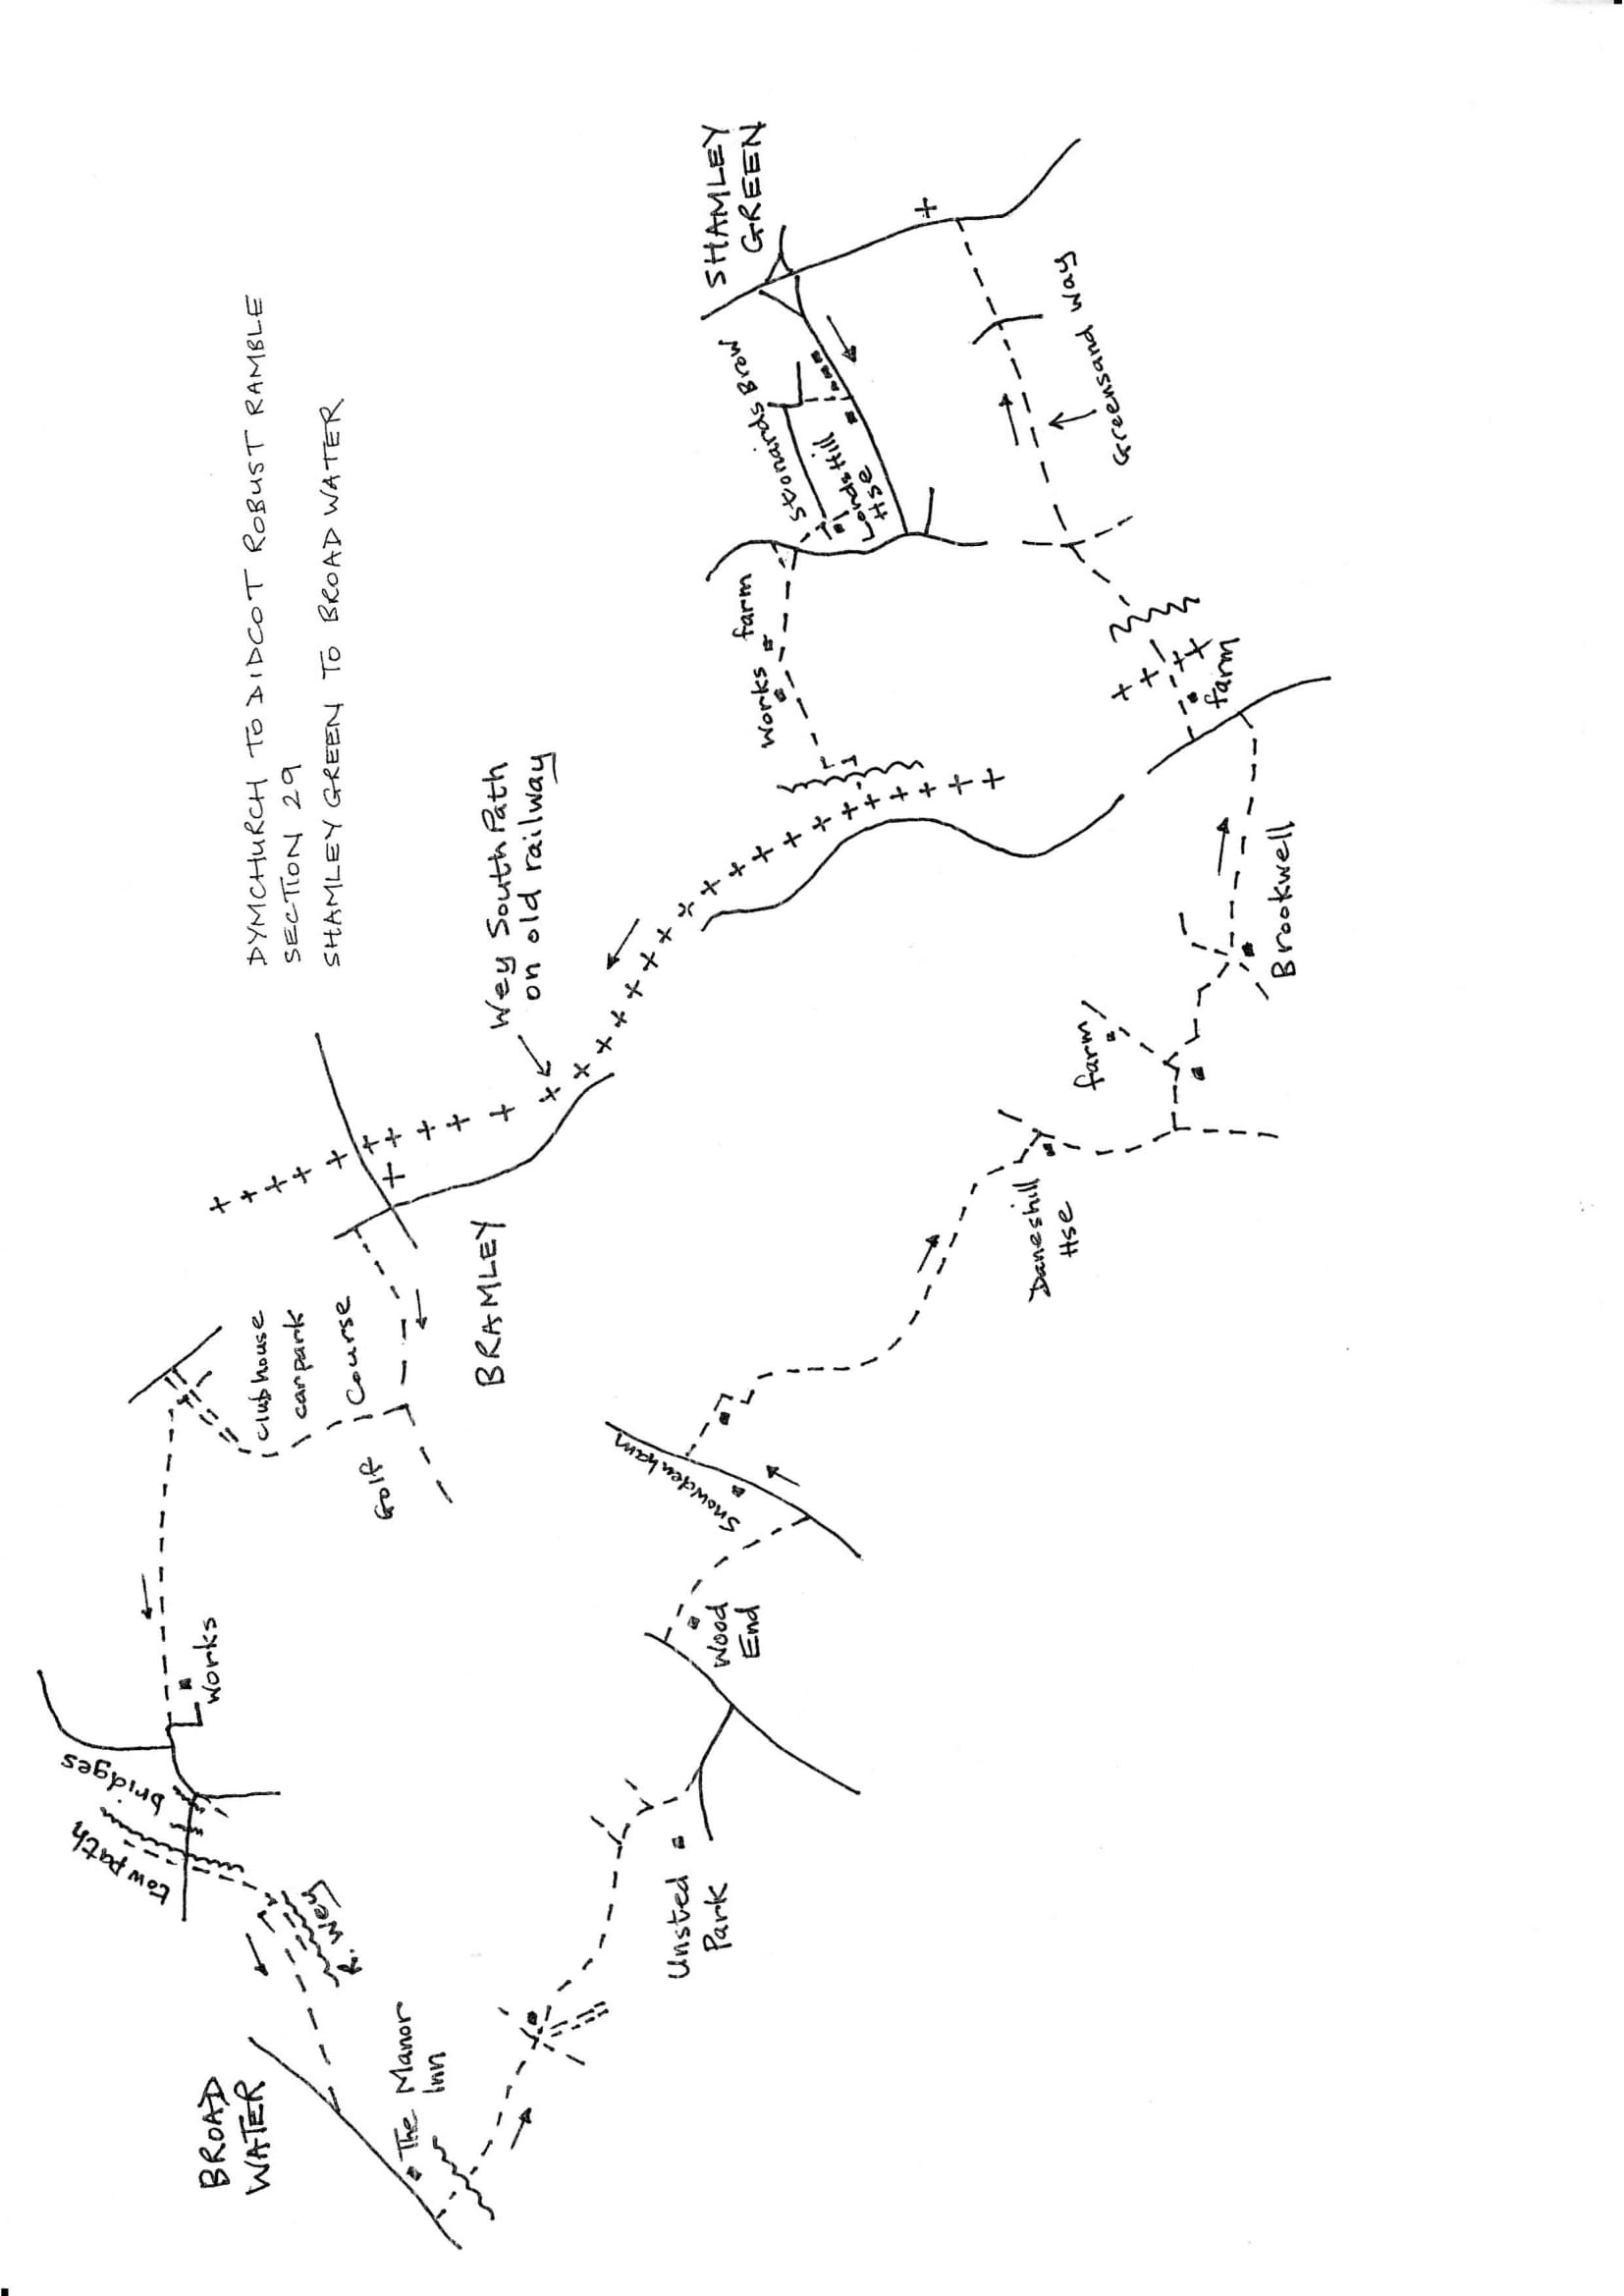 DYMCHURCH TO DIDCOT ROBUST RAMBLE
SECTION 29
SHAMLEY GREEN TO BROAD WATER
tow path
bridges
Works
BROAD
WATER
R. Wey
The Manor
Inn
Club house
carpark
Golf Course
BRAMLEY
Wey South Path
on old railway
Unsted
Park
Wood
End
Snowdenham
Works farm
Stonards Brow
SHAMLEY
GREEN
Lords Hill
Hse
Daneshill
Hse
farm
Greensand Way
farm
Brookwell